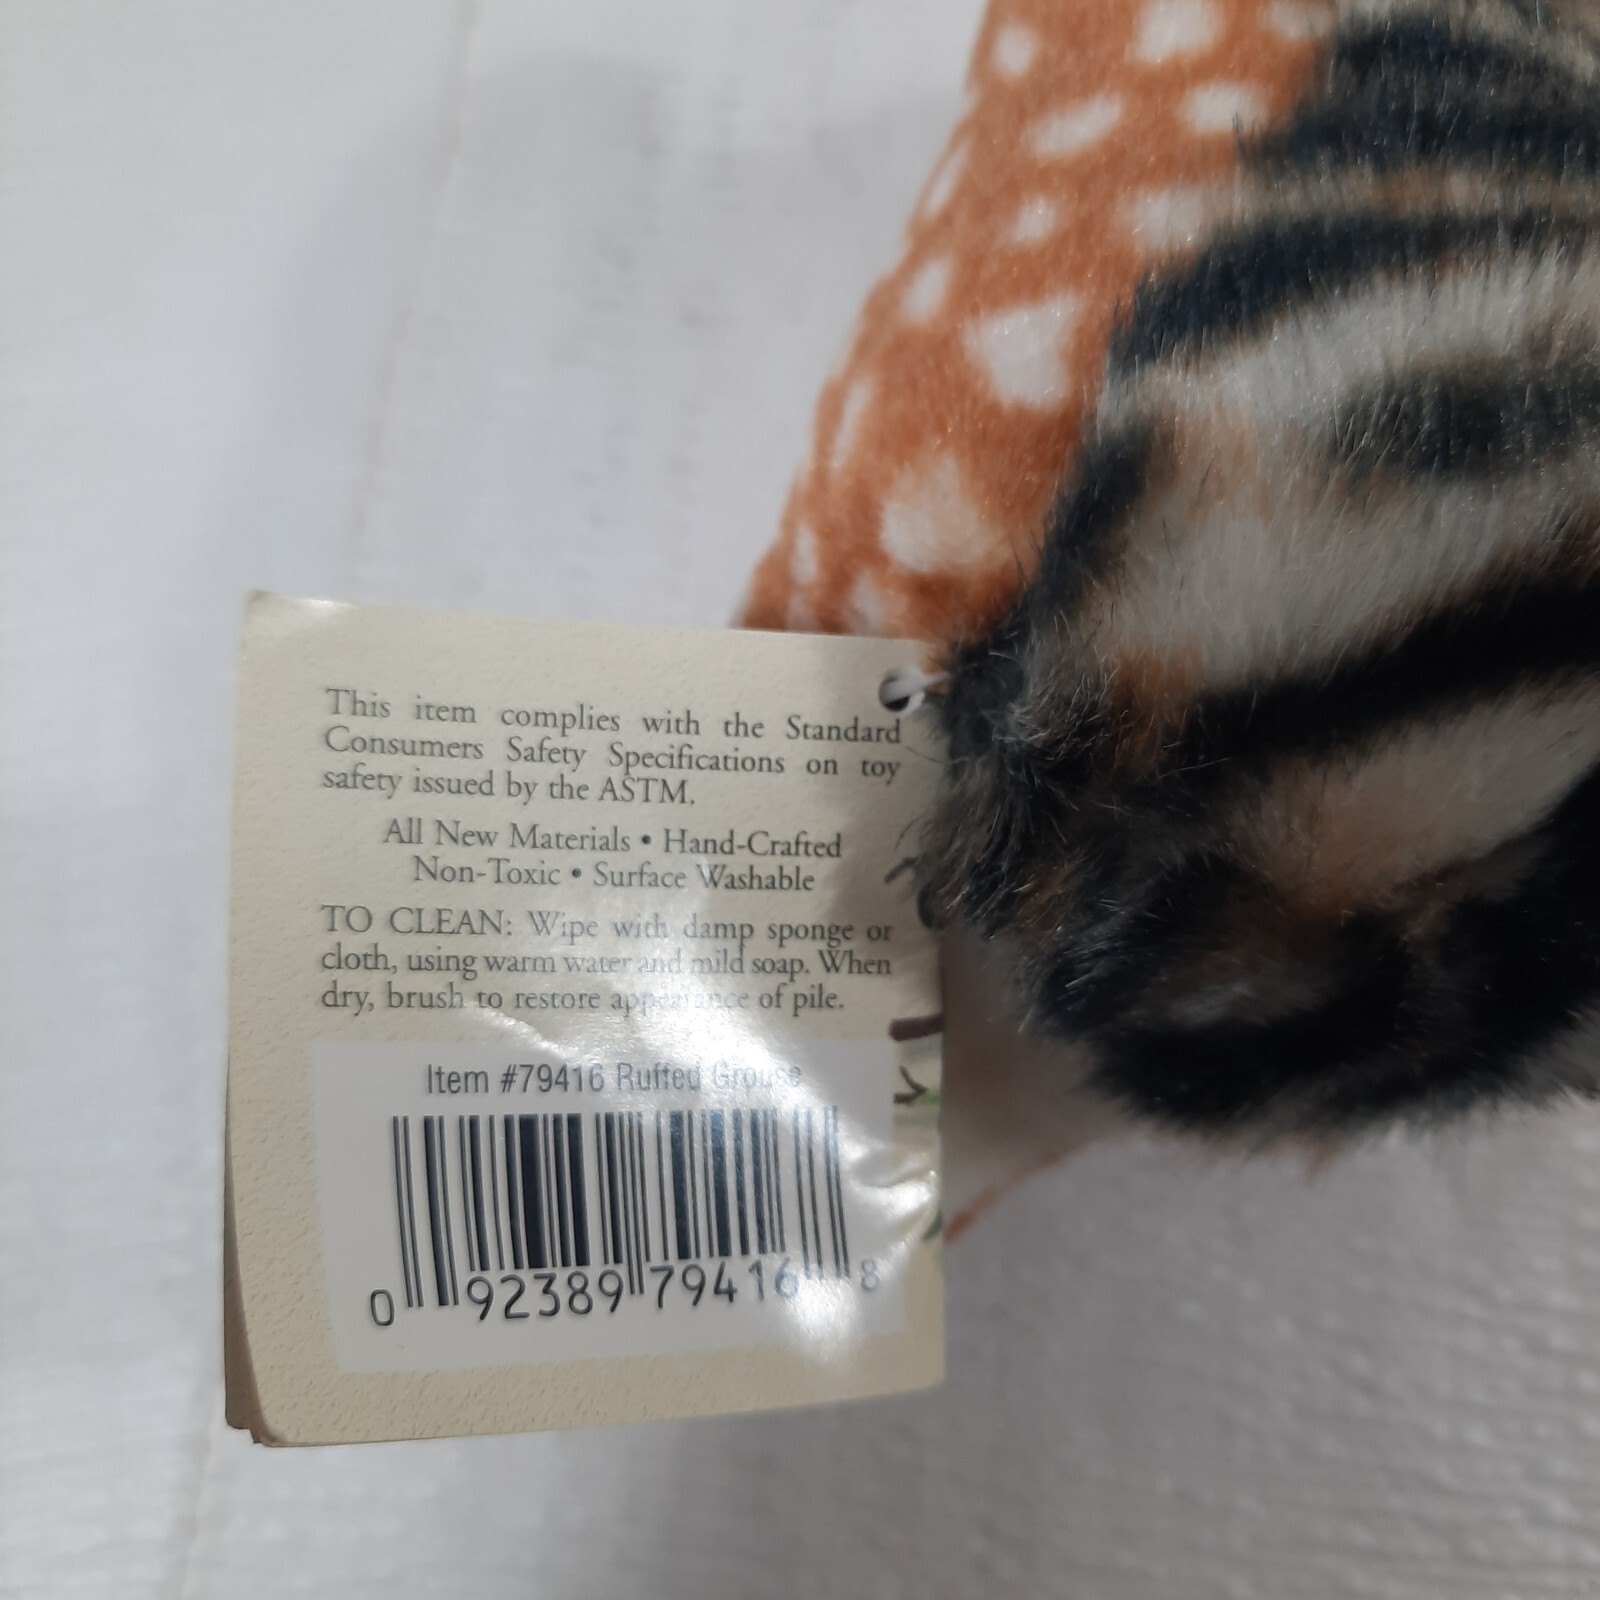 This item complies with the Standard
Consumers Safety Specifications on toy
safety issued by the ASTM.
All New Materials • Hand-Crafted
Non-Toxic • Surface Washable
TO CLEAN: Wipe with damp sponge or
cloth, using warm water and mild soap. When
dry, brush to restore appearance of pile.
Item #79416 Ruffed Grouse
0 92389 79416 8